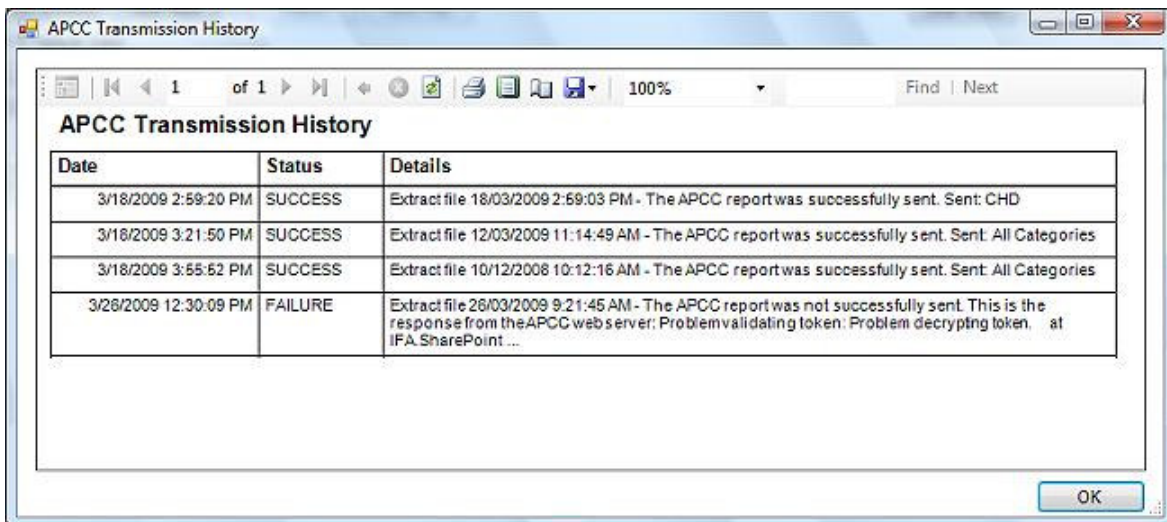 APCC Transmission History
1 of 1 100% Find | Next
APCC Transmission History
Date Status Details
3/18/2009 2:59:20 PM SUCCESS Extract file 18/03/2009 2:59:03 PM - The APCC report was successfully sent. Sent: CHD
3/18/2009 3:21:50 PM SUCCESS Extract file 12/03/2009 11:14:49 AM - The APCC report was successfully sent. Sent: All Categories
3/18/2009 3:55:52 PM SUCCESS Extract file 10/12/2008 10:12:16 AM - The APCC report was successfully sent. Sent: All Categories
3/26/2009 12:30:09 PM FAILURE Extract file 26/03/2009 9:21:45 AM - The APCC report was not successfully sent. This is the
response from the APCC web server: Problem validating token: Problem decrypting token. at
IFA.SharePoint ...
OK